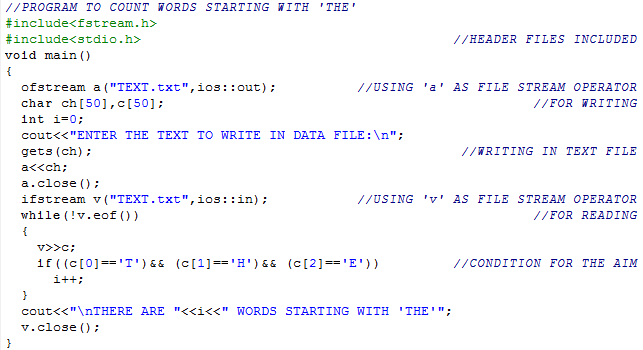 //PROGRAM TO COUNT WORDS STARTING WITH 'THE'
#include<fstream.h>
#include<stdio.h> //HEADER FILES INCLUDED
void main()
{
ofstream a("TEXT.txt",ios::out); //USING 'a' AS FILE STREAM OPERATOR
char ch[50],c[50]; //FOR WRITING
int i=0;
cout<<"ENTER THE TEXT TO WRITE IN DATA FILE:\n";
gets(ch); //WRITING IN TEXT FILE
a<<ch;
a.close();
ifstream v("TEXT.txt",ios::in); //USING 'v' AS FILE STREAM OPERATOR
while(!v.eof()) //FOR READING
{
v>>c;
if((c[0]=='T')&& (c[1]=='H')&& (c[2]=='E')) //CONDITION FOR THE AIM
i++;
}
cout<<"\nTHERE ARE "<<i<<" WORDS STARTING WITH 'THE'";
v.close();
}